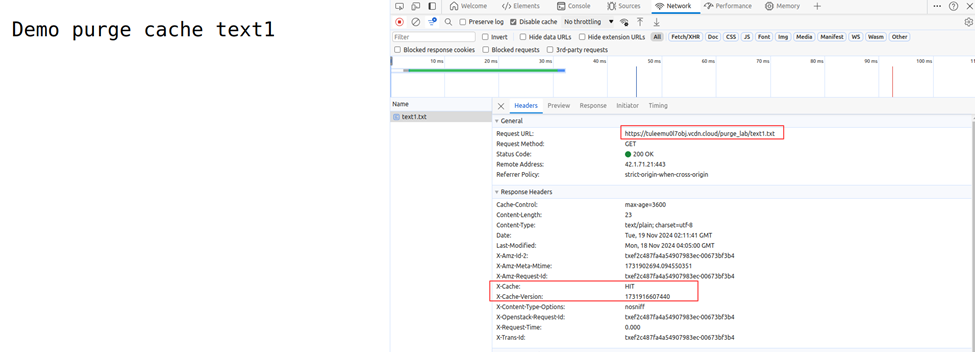 Demo purge cache text1
Welcome Elements Console Sources Network Performance Memory
Preserve log Disable cache No throttling
Filter Invert Hide data URLs Hide extension URLs All Fetch/XHR Doc CSS JS Font Img Media Manifest WS Wasm Other
Blocked response cookies Blocked requests 3rd-party requests
10 ms 20 ms 30 ms 40 ms 50 ms 60 ms 70 ms 80 ms 90 ms 100 ms 110
Name
text1.txt
Headers Preview Response Initiator Timing
General
Request URL: https://tuleemu0l7obj.vcdn.cloud/purge_lab/text1.txt
Request Method: GET
Status Code: 200 OK
Remote Address: 42.1.71.21:443
Referrer Policy: strict-origin-when-cross-origin
Response Headers
Cache-Control: max-age=3600
Content-Length: 23
Content-Type: text/plain; charset=utf-8
Date: Tue, 19 Nov 2024 02:11:41 GMT
Last-Modified: Mon, 18 Nov 2024 04:05:00 GMT
X-Amz-Id-2: txef2c487fa4a54907983ec-00673bf3b4
X-Amz-Meta-Mtime: 1731902694.094550351
X-Amz-Request-Id: txef2c487fa4a54907983ec-00673bf3b4
X-Cache: HIT
X-Cache-Version: 1731916607440
X-Content-Type-Options: nosniff
X-Openstack-Request-Id: txef2c487fa4a54907983ec-00673bf3b4
X-Request-Time: 0.000
X-Trans-Id: txef2c487fa4a54907983ec-00673bf3b4